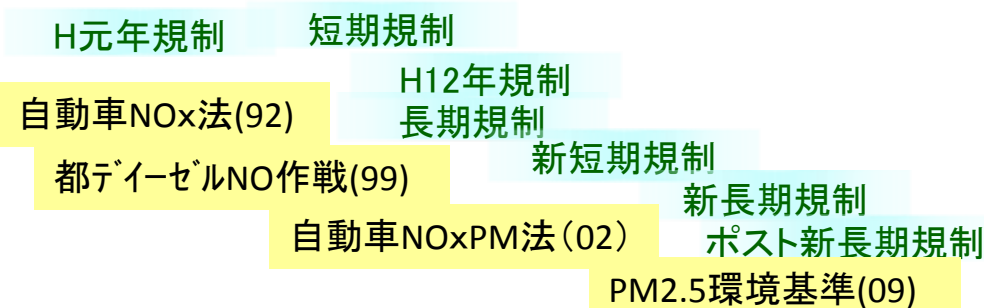 H元年規制
短期規制
H12年規制
自動車NOx法(92)
長期規制
新短期規制
都ﾃﾞｲｰｾﾞﾙNO作戦(99)
新長期規制
自動車NOxPM法（02）
ポスト新長期規制
PM2.5環境基準(09)